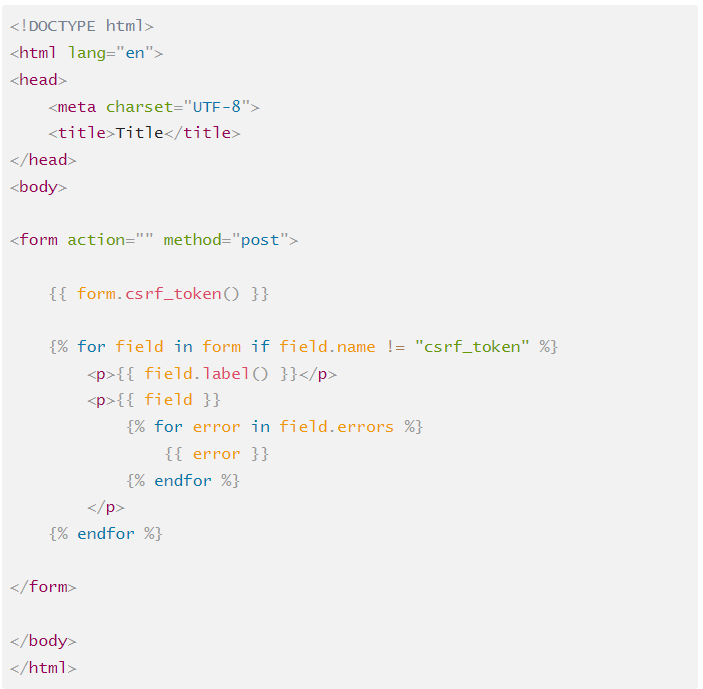 <!DOCTYPE html>
<html lang="en">
<head>
    <meta charset="UTF-8">
    <title>Title</title>
</head>
<body>

<form action="" method="post">

    {{ form.csrf_token() }}

    {% for field in form if field.name != "csrf_token" %}
        <p>{{ field.label() }}</p>
        <p>{{ field }}
            {% for error in field.errors %}
                {{ error }}
            {% endfor %}
        </p>
    {% endfor %}

</form>

</body>
</html>